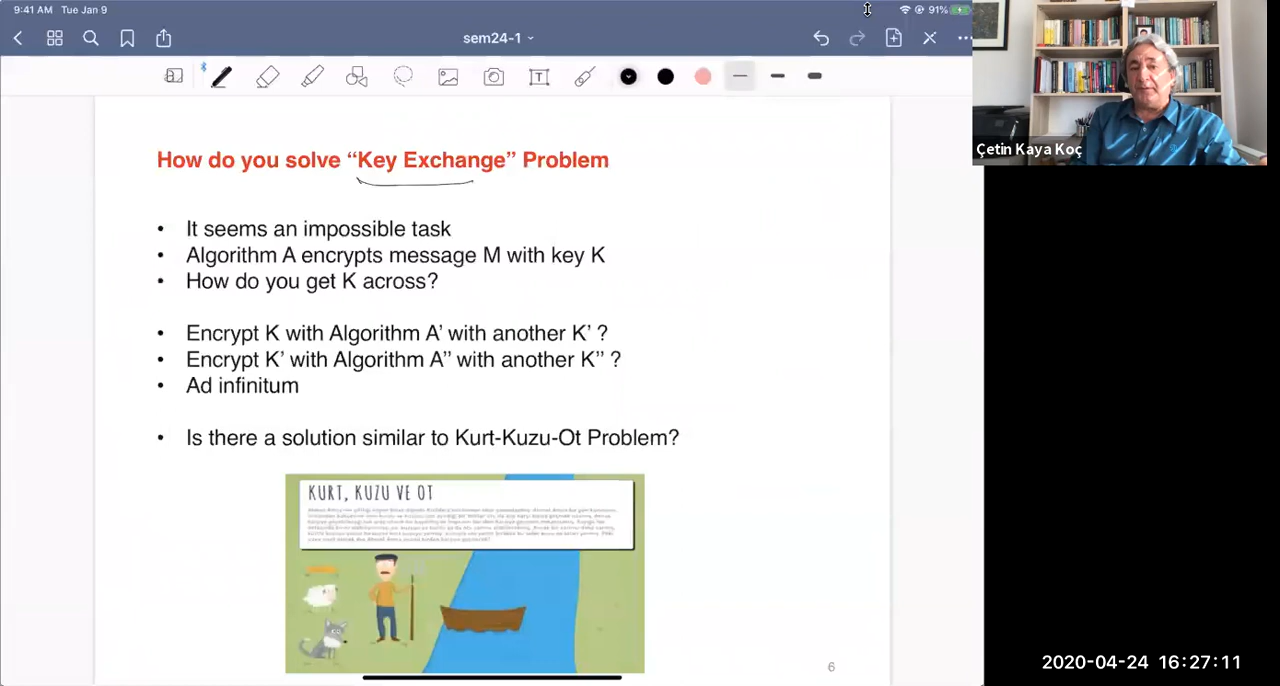 9:41 AM Tue Jan 9
91%
sem24-1
Çetin Kaya Koç
How do you solve “Key Exchange” Problem
• It seems an impossible task
• Algorithm A encrypts message M with key K
• How do you get K across?
• Encrypt K with Algorithm A’ with another K’ ?
• Encrypt K’ with Algorithm A” with another K” ?
• Ad infinitum
• Is there a solution similar to Kurt-Kuzu-Ot Problem?
KURT, KUZU VE OT
6
2020-04-24 16:27:11